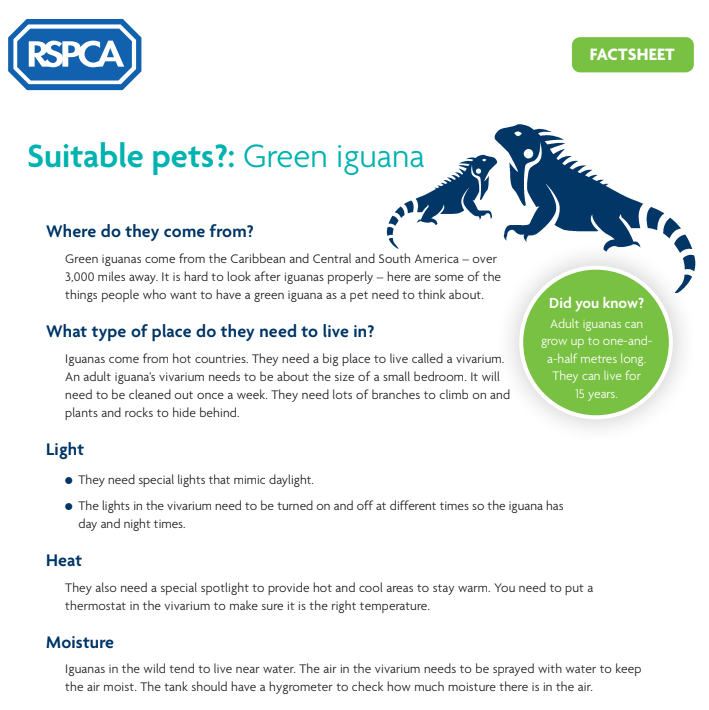 RSPCA
FACTSHEET
Suitable pets?: Green iguana
Where do they come from?
Green iguanas come from the Caribbean and Central and South America – over
3,000 miles away. It is hard to look after iguanas properly – here are some of the
things people who want to have a green iguana as a pet need to think about.
Did you know?
Adult iguanas can
grow up to one-and-
a-half metres long.
They can live for
15 years.
What type of place do they need to live in?
Iguanas come from hot countries. They need a big place to live called a vivarium.
An adult iguana's vivarium needs to be about the size of a small bedroom. It will
need to be cleaned out once a week. They need lots of branches to climb on and
plants and rocks to hide behind.
Light
● They need special lights that mimic daylight.
● The lights in the vivarium need to be turned on and off at different times so the iguana has
day and night times.
Heat
They also need a special spotlight to provide hot and cool areas to stay warm. You need to put a
thermostat in the vivarium to make sure it is the right temperature.
Moisture
Iguanas in the wild tend to live near water. The air in the vivarium needs to be sprayed with water to keep
the air moist. The tank should have a hygrometer to check how much moisture there is in the air.